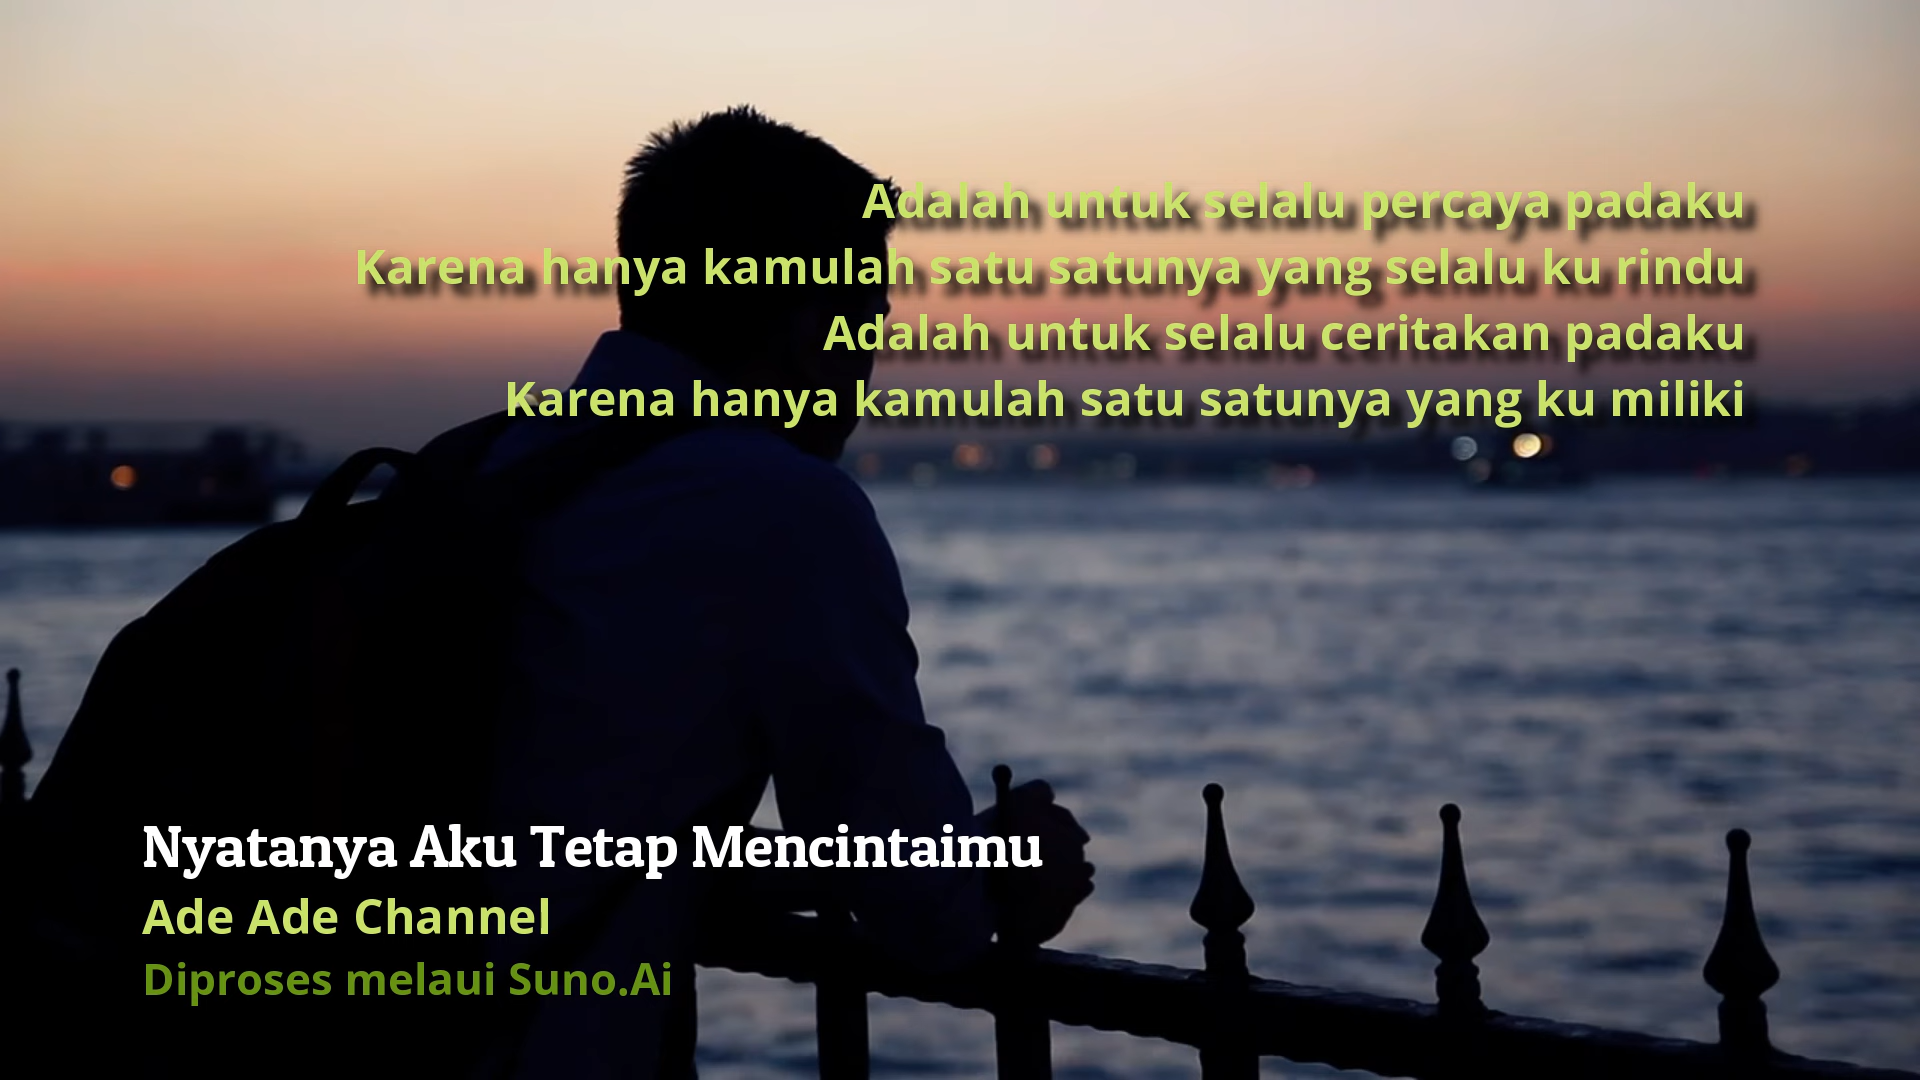 Adalah untuk selalu percaya padaku
Karena hanya kamulah satu satunya yang selalu ku rindu
Adalah untuk selalu ceritakan padaku
Karena hanya kamulah satu satunya yang ku miliki
Nyatanya Aku Tetap Mencintaimu
Ade Ade Channel
Diproses melaui Suno.Ai